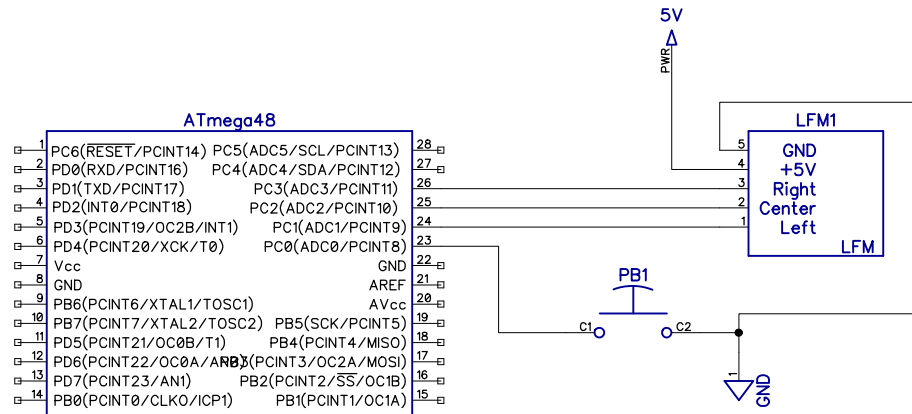 5V
PWR
ATmega48
LFM1
1 PC6(RESET/PCINT14) PC5(ADC5/SCL/PCINT13) 28
2 PD0(RXD/PCINT16) PC4(ADC4/SDA/PCINT12) 27
3 PD1(TXD/PCINT17) PC3(ADC3/PCINT11) 26
4 PD2(INT0/PCINT18) PC2(ADC2/PCINT10) 25
5 PD3(PCINT19/OC2B/INT1) PC1(ADC1/PCINT9) 24
6 PD4(PCINT20/XCK/T0) PC0(ADC0/PCINT8) 23
7 Vcc GND 22
8 GND AREF 21
9 PB6(PCINT6/XTAL1/TOSC1) AVcc 20
10 PB7(PCINT7/XTAL2/TOSC2) PB5(SCK/PCINT5) 19
11 PD5(PCINT21/OC0B/T1) PB4(PCINT4/MISO) 18
12 PD6(PCINT22/OC0A/AIN0) PB3(PCINT3/OC2A/MOSI) 17
13 PD7(PCINT23/AN1) PB2(PCINT2/SS/OC1B) 16
14 PB0(PCINT0/CLKO/ICP1) PB1(PCINT1/OC1A) 15
5 GND
4 +5V
3 Right
2 Center
1 Left
LFM
PB1
C1 C2
1
GND